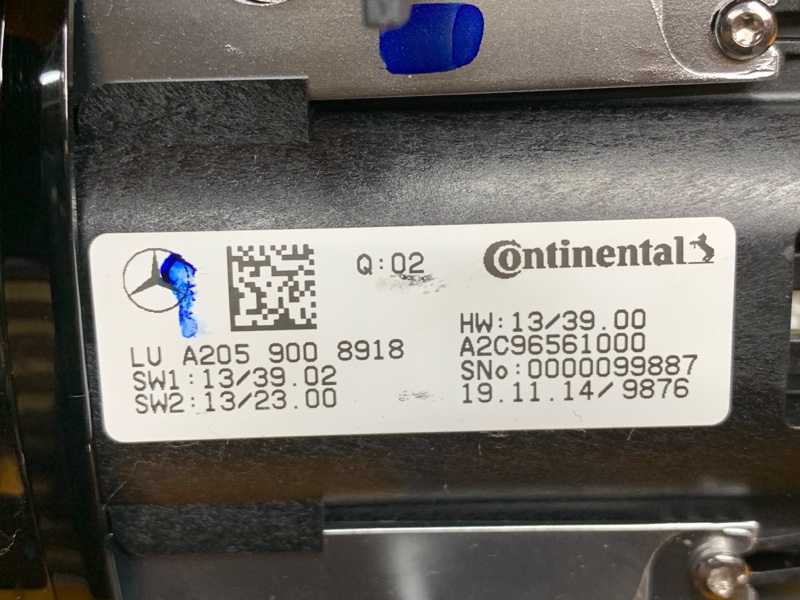 Q:02
Continental
LU A205 900 8918
SW1:13/39.02
SW2:13/23.00
HW:13/39.00
A2C96561000
SNo:0000099887
19.11.14/9876